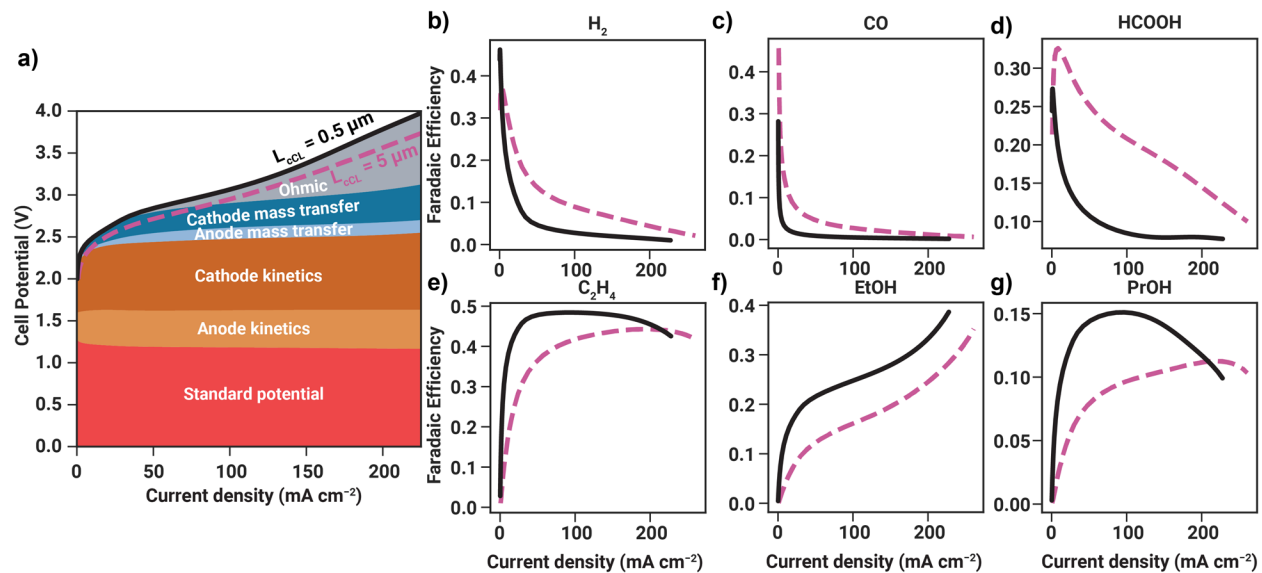 a)
4.0
3.5
3.0
2.5
2.0
1.5
1.0
0.5
0.0
Cell Potential (V)
L_cCL = 0.5 µm
L_cCL = 5 µm
Ohmic
Cathode mass transfer
Anode mass transfer
Cathode kinetics
Anode kinetics
Standard potential
0 50 100 150 200
Current density (mA cm⁻²)
b)
H₂
Faradaic Efficiency
0.4
0.3
0.2
0.1
0.0
0 100 200
c)
CO
0.4
0.3
0.2
0.1
0.0
0 100 200
d)
HCOOH
0.30
0.25
0.20
0.15
0.10
0 100 200
e)
C₂H₄
Faradaic Efficiency
0.5
0.4
0.3
0.2
0.1
0.0
0 100 200
Current density (mA cm⁻²)
f)
EtOH
0.4
0.3
0.2
0.1
0.0
0 100 200
Current density (mA cm⁻²)
g)
PrOH
0.15
0.10
0.05
0.00
0 100 200
Current density (mA cm⁻²)